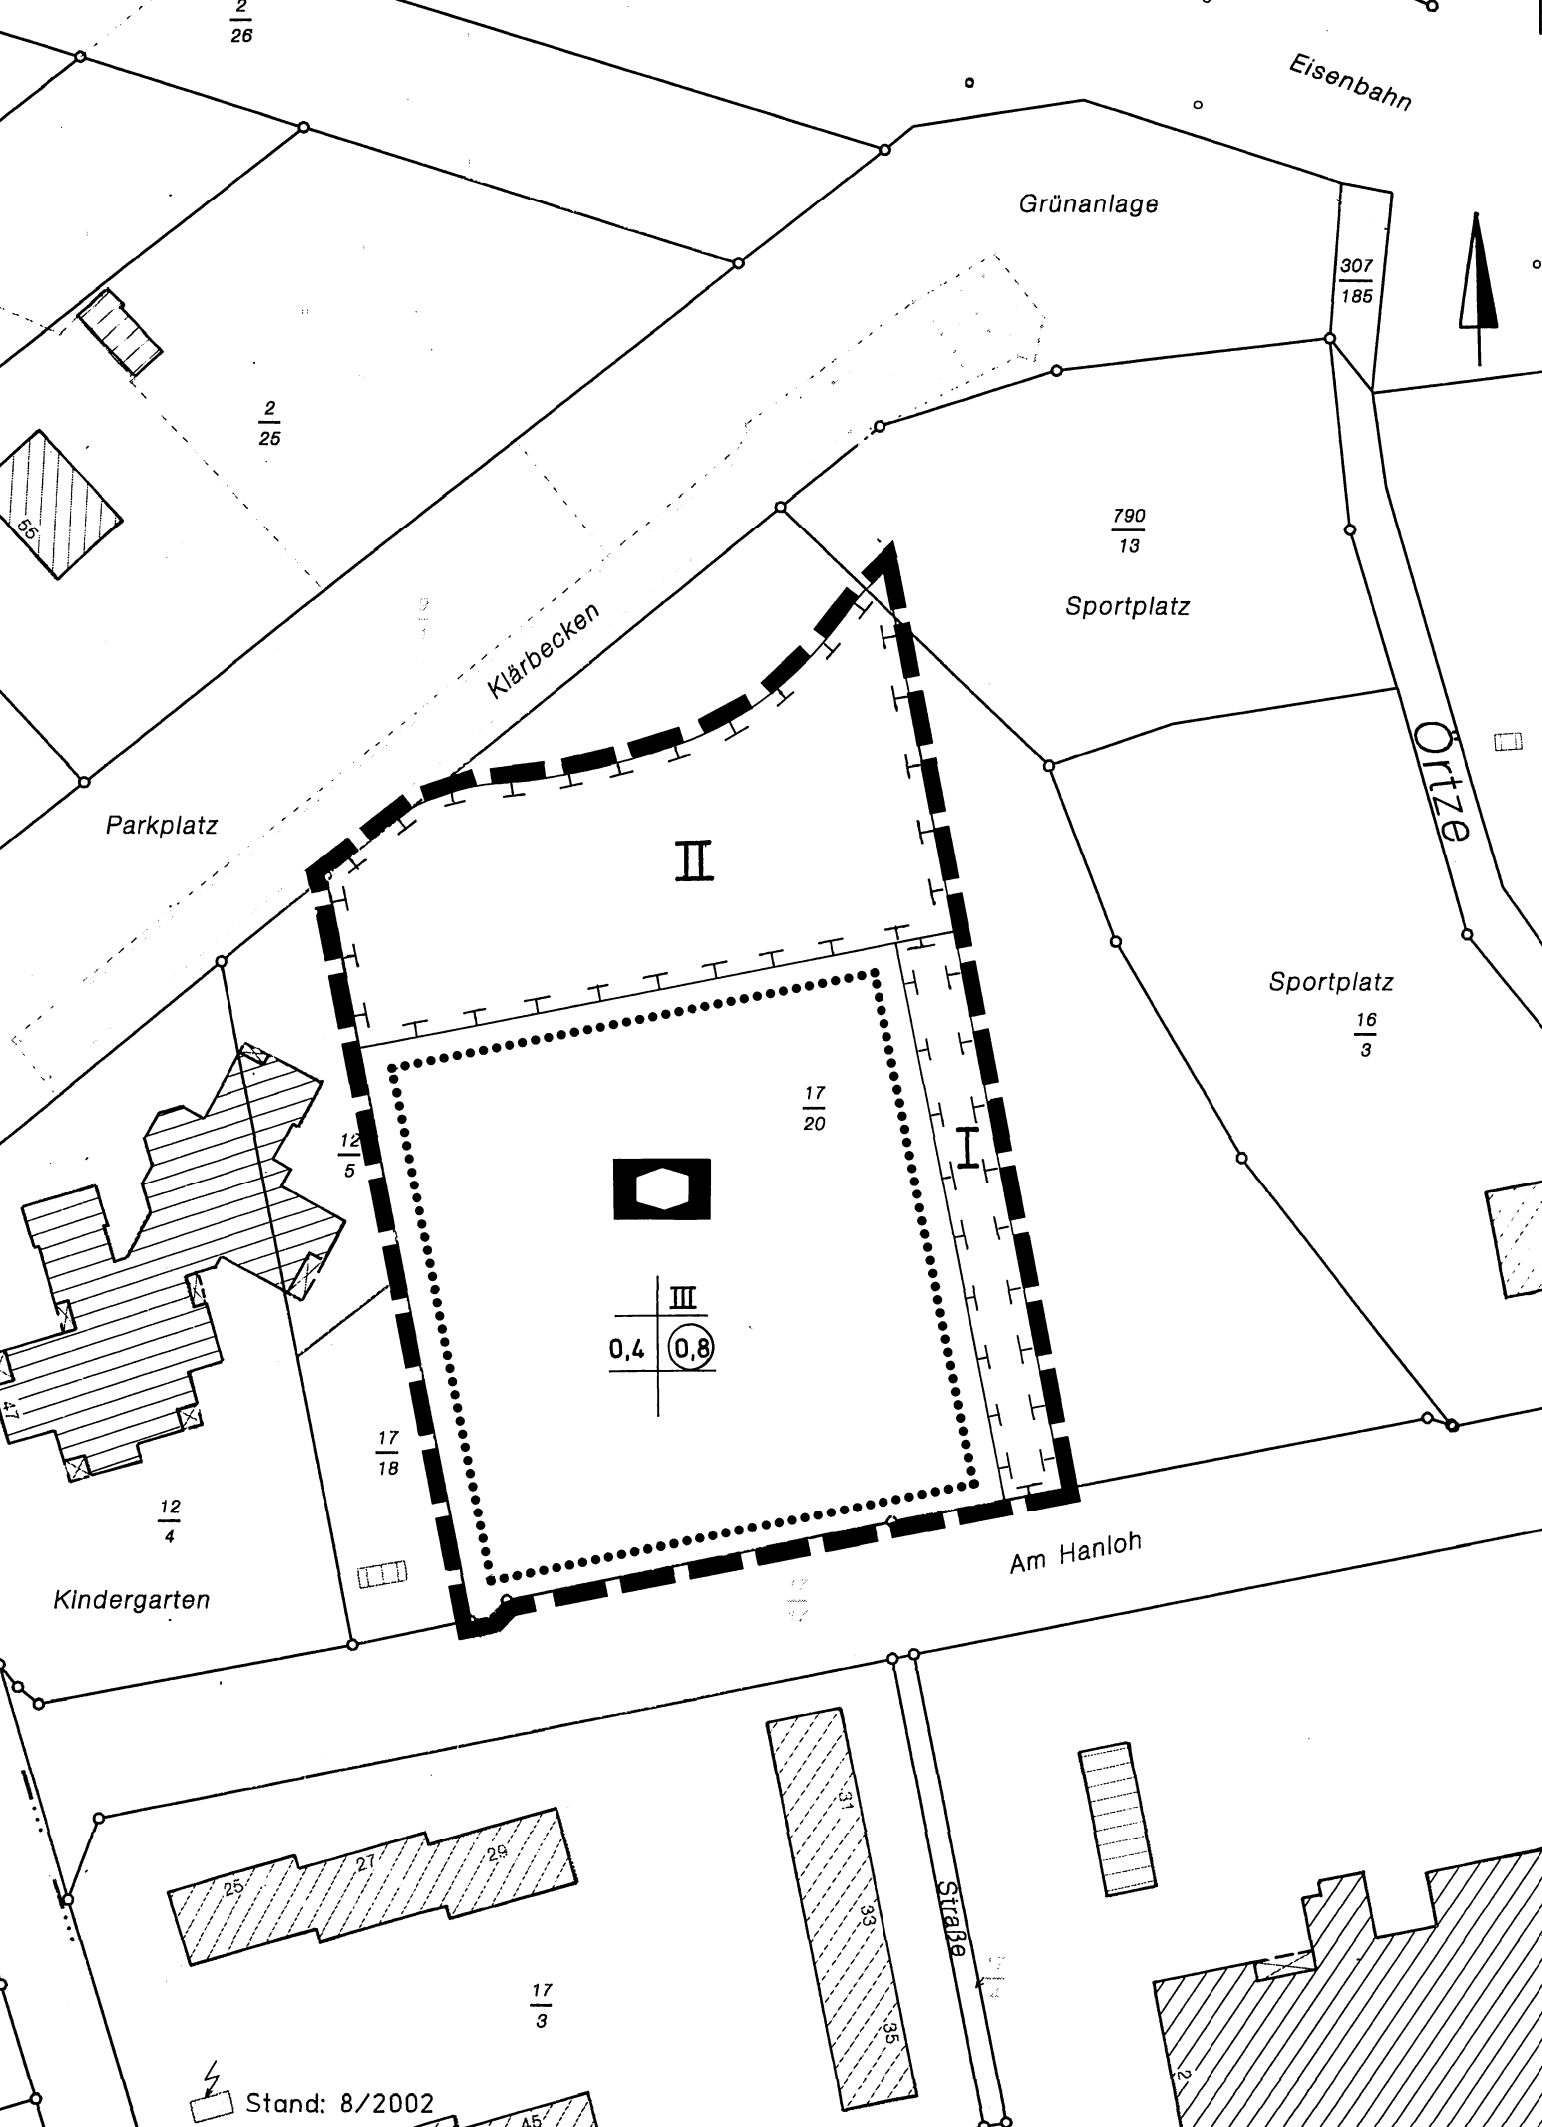 2
26
Eisenbahn
Grünanlage
307
185
2
25
55
790
13
Sportplatz
Klärbecken
Örtze
Parkplatz
II
Sportplatz
16
3
17
20
12
5
I
III
0,4
0,8
47
17
18
12
4
Am Hanloh
Kindergarten
31
27
29
25
33
Straße
17
3
35
2
Stand: 8/2002
45